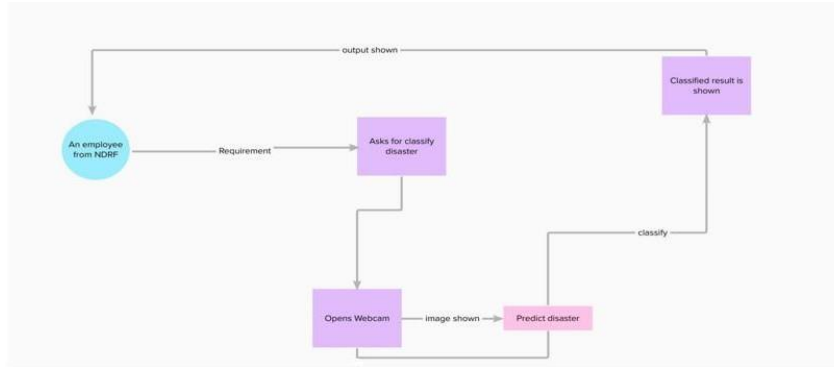 output shown
Classified result is
shown
An employee
from NDRF
Requirement
Asks for classify
disaster
classify
Opens Webcam
image shown
Predict disaster